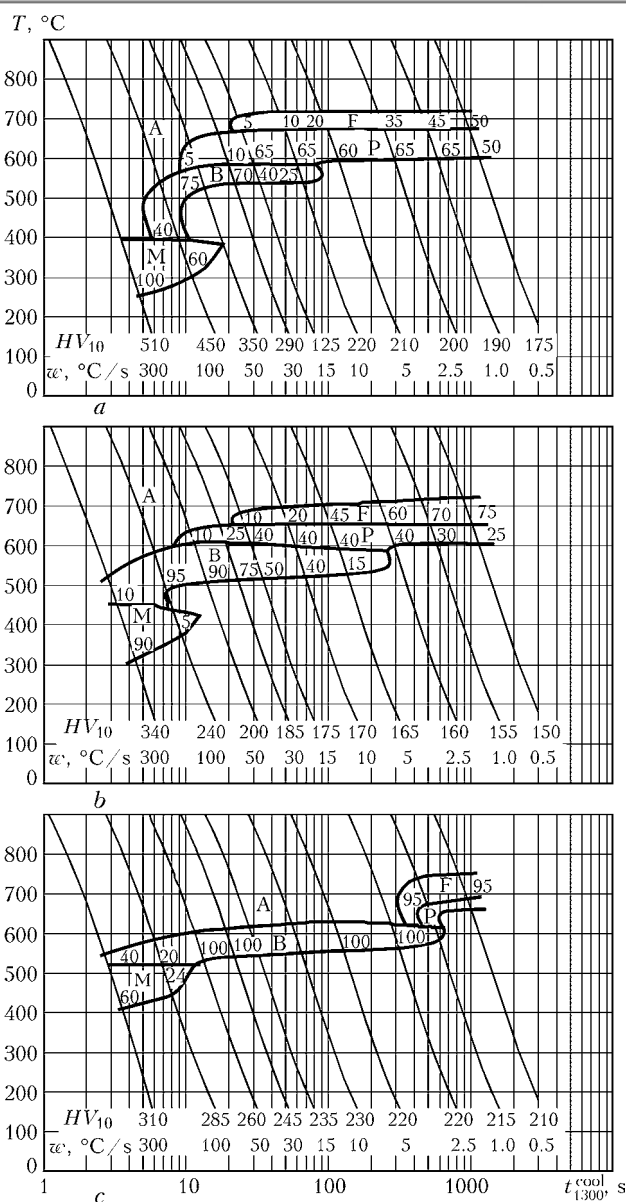 T, °C
800
700
600
500
400
300
200
100
0
A
5 10 20 F 35 45 50
5 10 65 65 60 P 65 65 50
75 B 70 40 25
40
M 60
100
HV10 510 450 350 290 125 220 210 200 190 175
w, °C/s 300 100 50 30 15 10 5 2.5 1.0 0.5
a
800
700
600
500
400
300
200
100
0
A
10 20 45 F 60 70 75
10 25 40 40 40 P 40 30 25
B
95 90 75 50 40 15
10
M 5
90
HV10 340 240 200 185 175 170 165 160 155 150
w, °C/s 300 100 50 30 15 10 5 2.5 1.0 0.5
b
800
700
600
500
400
300
200
100
0
F 95
95
A P
40 20 100 100 B 100 100
M 24
60
HV10 310 285 260 245 235 230 220 220 215 210
w, °C/s 300 100 50 30 15 10 5 2.5 1.0 0.5
1 10 100 1000 t cool 1300, s
c